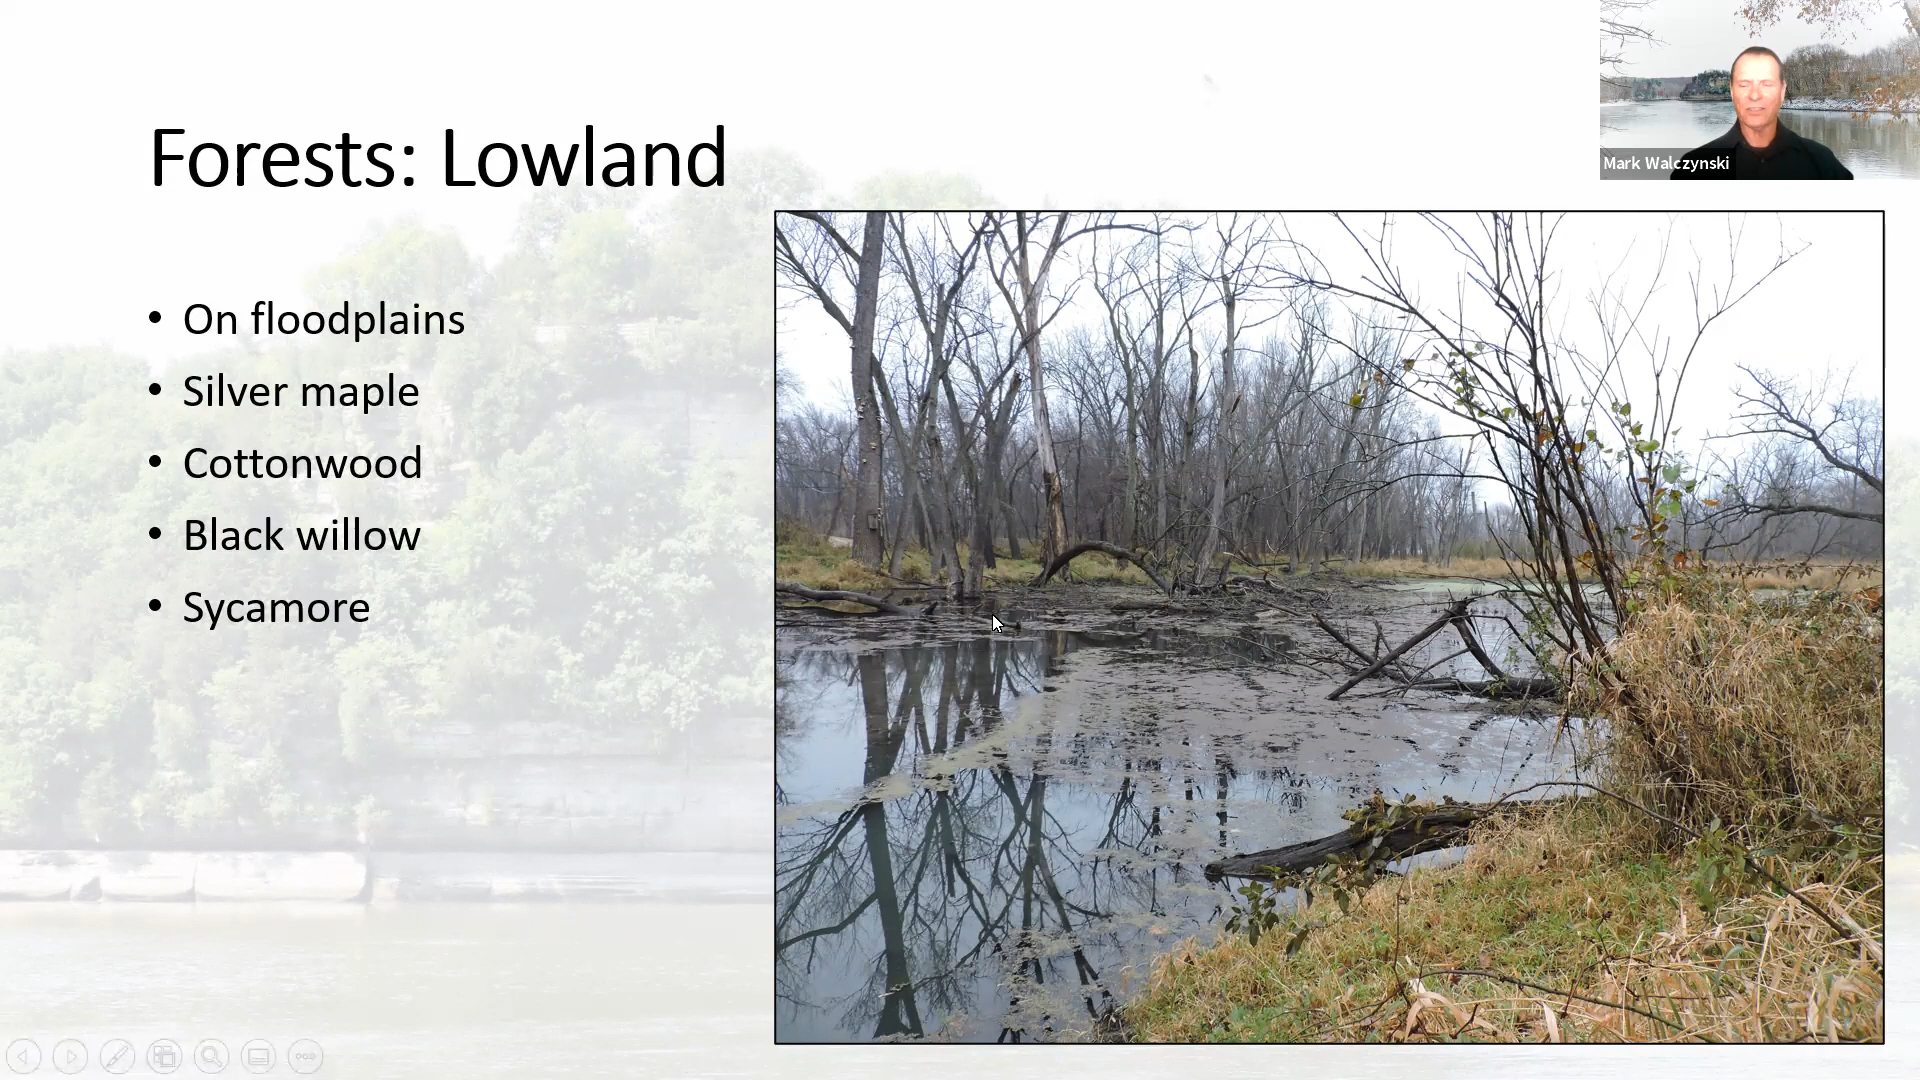 Mark Walczynski
Forests: Lowland
• On floodplains
• Silver maple
• Cottonwood
• Black willow
• Sycamore